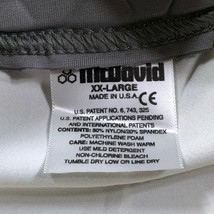 McDavid
XX-LARGE
MADE IN U.S.A. CE
U.S. PATENT NO. 6, 743, 325
U.S. PATENT APPLICATIONS PENDING
AND INTERNATIONAL PATENTS
CONTENTS: 80% NYLON/20% SPANDEX
POLYETHYLENE FOAM
CARE: MACHINE WASH WARM
USE MILD DETERGENT
NON-CHLORINE BLEACH
TUMBLE DRY LOW OR LINE DRY